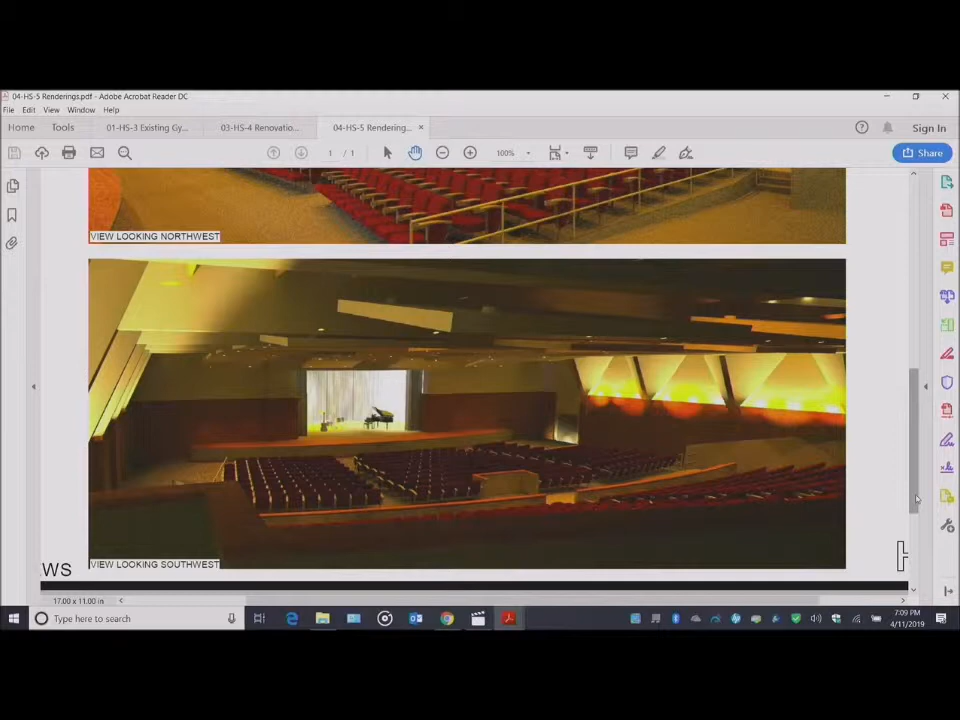 04-HS-5 Renderings.pdf - Adobe Acrobat Reader DC
File Edit View Window Help
Home Tools 01-HS-3 Existing Gy... 03-HS-4 Renovatio... 04-HS-5 Rendering... × Sign In
1 / 1 100% Share
VIEW LOOKING NORTHWEST
VIEW LOOKING SOUTHWEST
WS
17.00 x 11.00 in
Type here to search
7:09 PM
4/11/2019